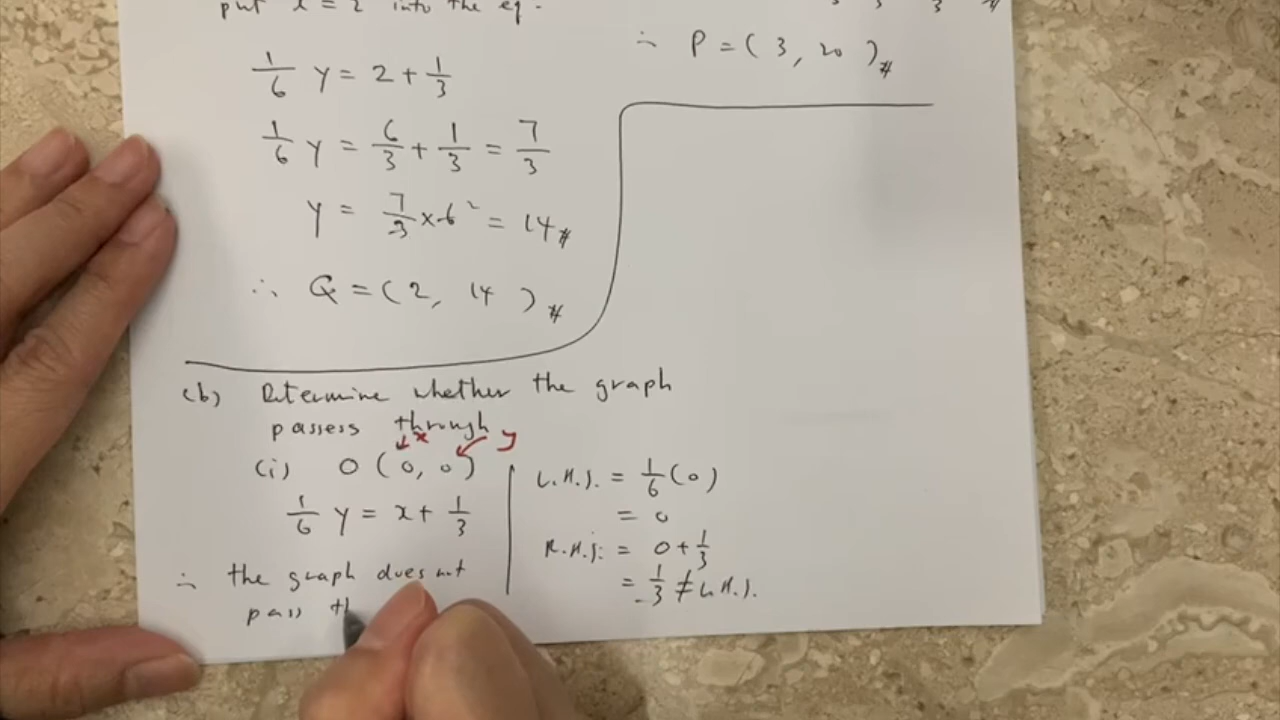 put x = 2 into the eq.
1/6 y = 2 + 1/3
1/6 y = 6/3 + 1/3 = 7/3
y = 7/3 × 6² = 14 #
∴ Q = (2, 14) #
∴ P = (3, 20) #
(b) Determine whether the graph
passess through
x y
(i) O (0, 0)
1/6 y = x + 1/3
∴ the graph does not
pass th
L.H.S. = 1/6 (0)
= 0
R.H.S. = 0 + 1/3
= 1/3 ≠ L.H.S.